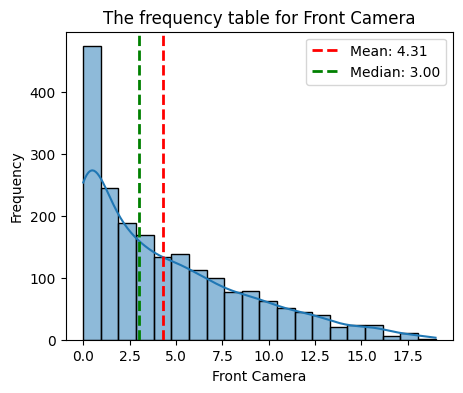 The frequency table for Front Camera
Mean: 4.31
Median: 3.00
Frequency
400
300
200
100
0
0.0 2.5 5.0 7.5 10.0 12.5 15.0 17.5
Front Camera